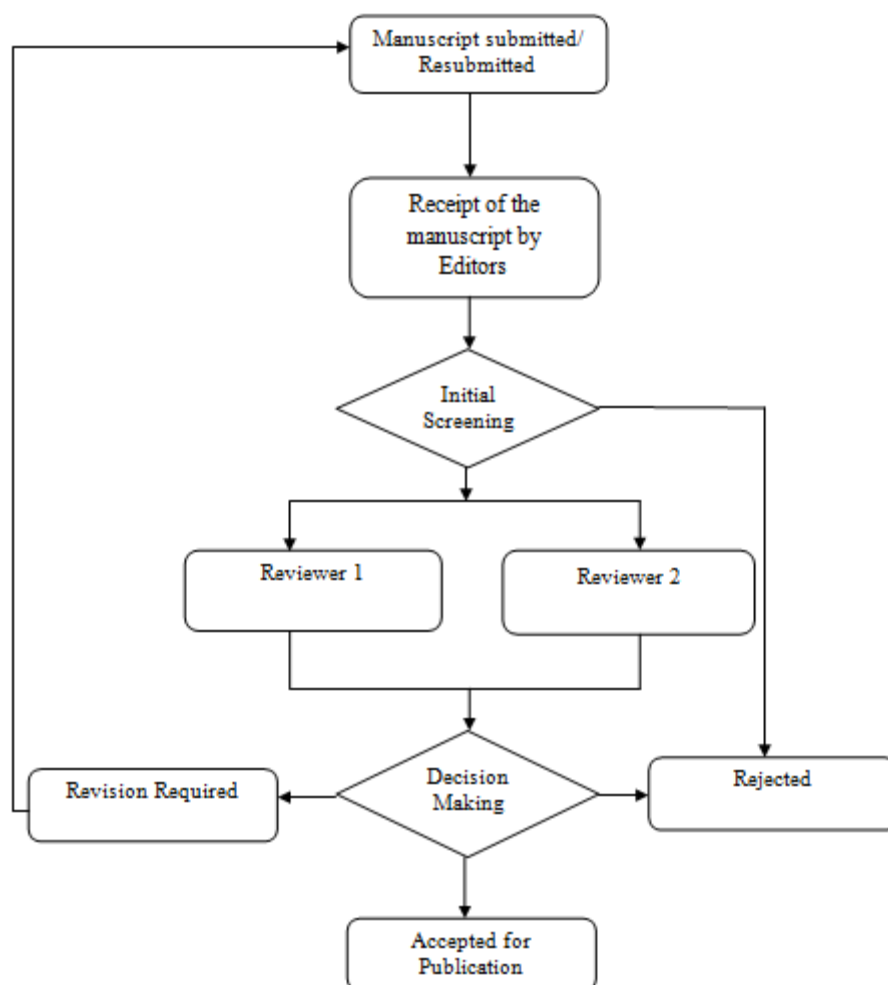 Manuscript submitted/
Resubmitted
Receipt of the
manuscript by
Editors
Initial
Screening
Reviewer 1
Reviewer 2
Decision
Making
Revision Required
Rejected
Accepted for
Publication